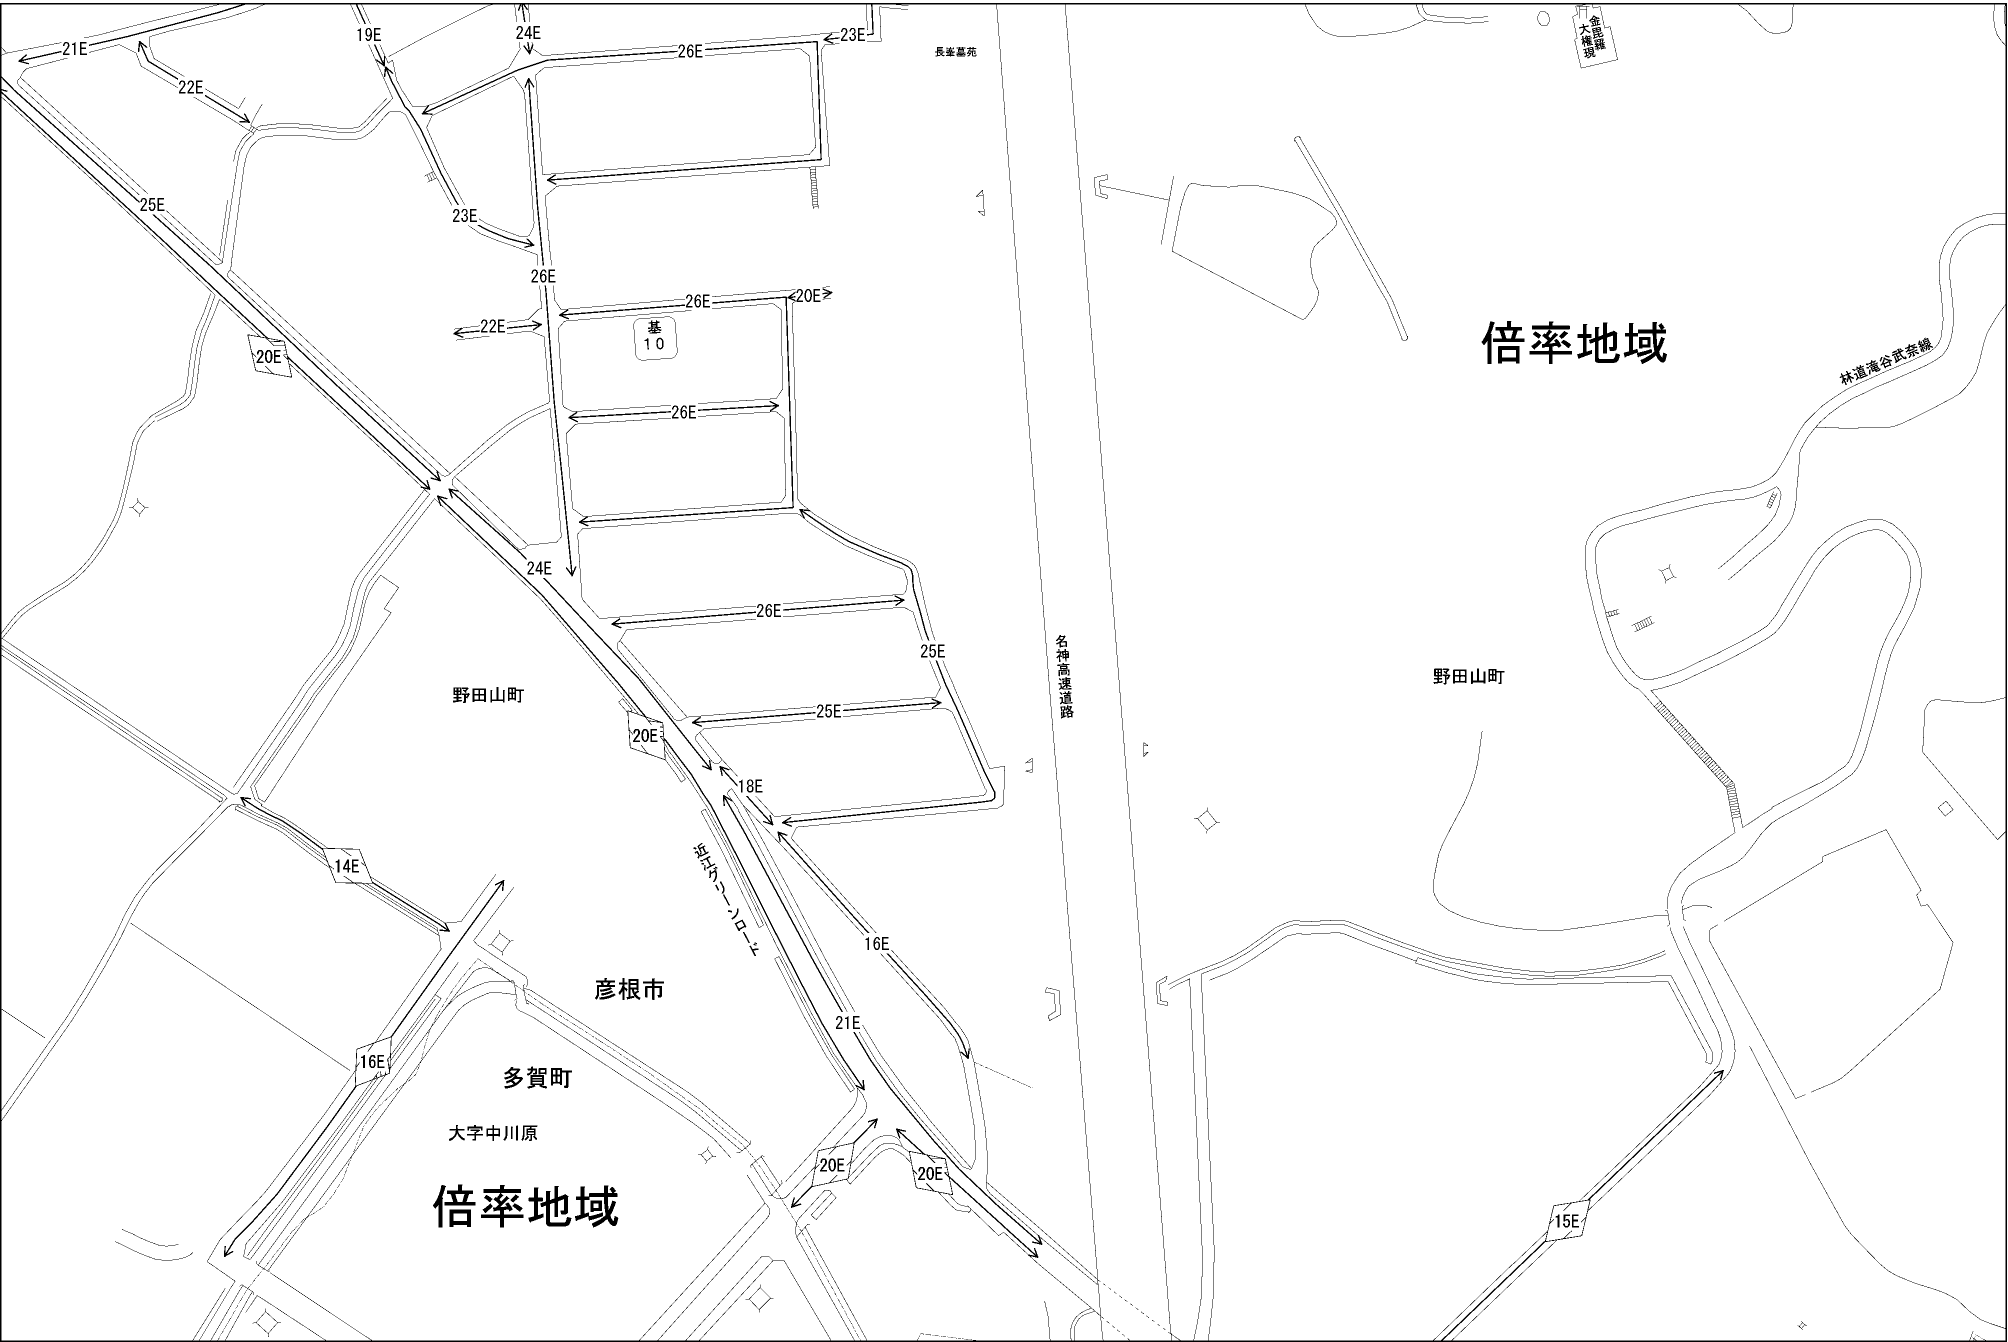 21E
19E
24E
26E
23E
長峯墓苑
金毘羅
大権現
22E
25E
23E
26E
26E
20E
22E
基
10
倍率地域
20E
林道滝谷武奈線
26E
24E
26E
名神高速道路
25E
野田山町
野田山町
25E
20E
18E
近江グリーンロード
14E
16E
彦根市
21E
16E
多賀町
大字中川原
20E
20E
倍率地域
15E